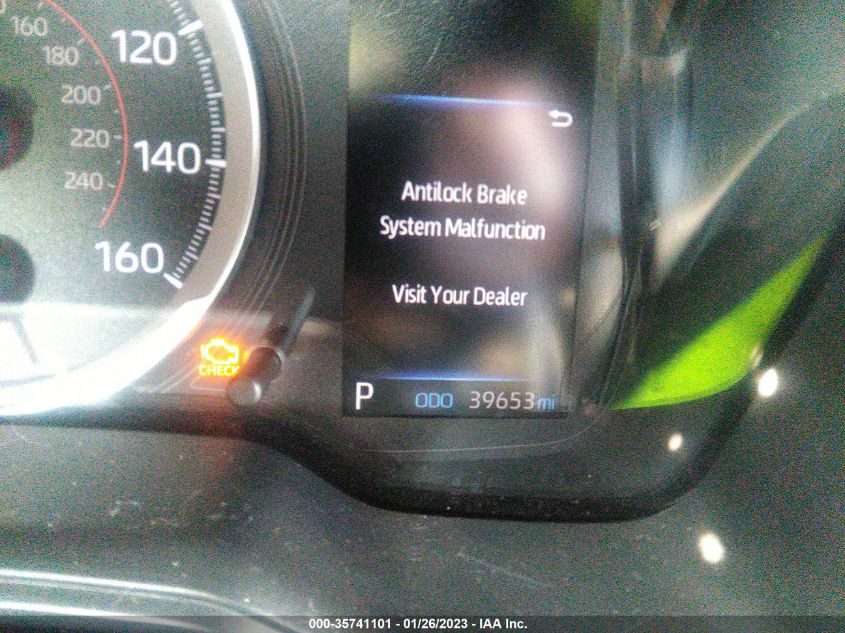 160
180
200
220
240
120
140
160
Antilock Brake
System Malfunction
Visit Your Dealer
CHECK
P ODO 39653 mi
000-35741101 - 01/26/2023 - IAA Inc.